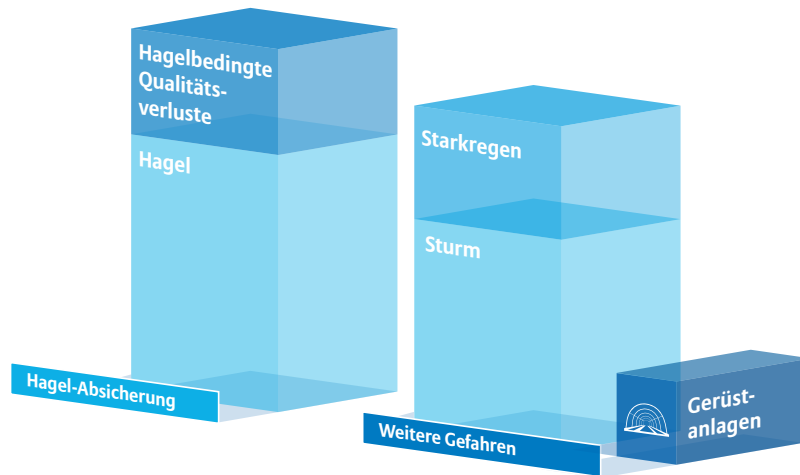 Hagelbedingte
Qualitäts-
verluste
Hagel
Hagel-Absicherung
Starkregen
Sturm
Weitere Gefahren
Gerüst-
anlagen